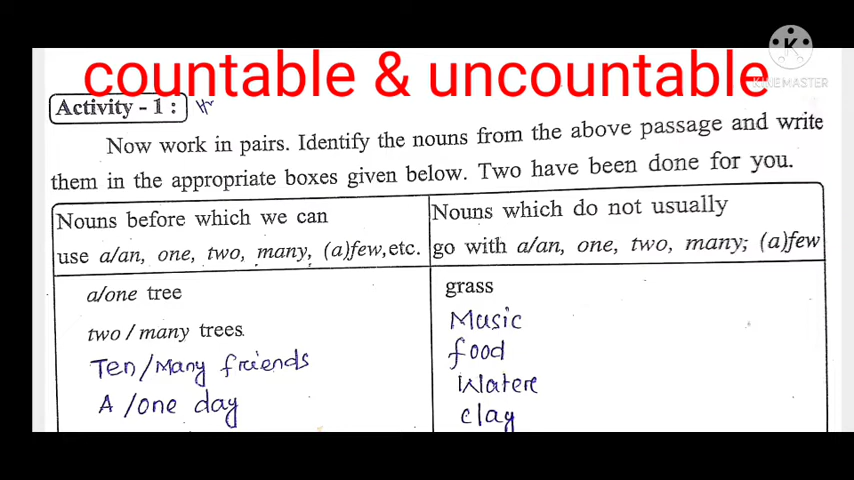 countable & uncountable
KINEMASTER
Activity - 1 :
Now work in pairs. Identify the nouns from the above passage and write
them in the appropriate boxes given below. Two have been done for you.
Nouns before which we can
use a/an, one, two, many, (a)few,etc.
Nouns which do not usually
go with a/an, one, two, many; (a)few
a/one tree
two / many trees.
Ten/Many friends
A /one day
grass
Music
food
Watere
clay